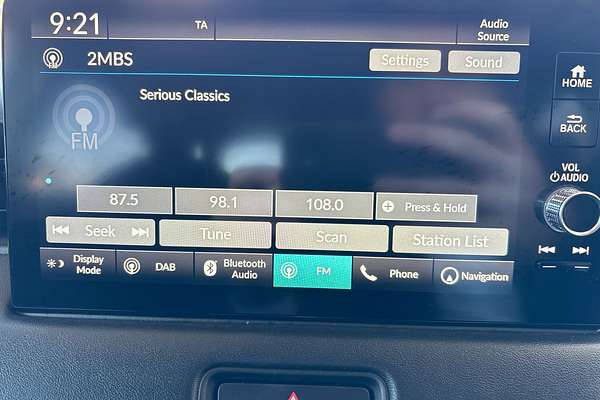 9:21
TA
Audio
Source
2MBS
Settings
Sound
Serious Classics
FM
87.5
98.1
108.0
Press & Hold
Seek
Tune
Scan
Station List
Display
Mode
DAB
Bluetooth
Audio
FM
Phone
Navigation
HOME
BACK
VOL
AUDIO